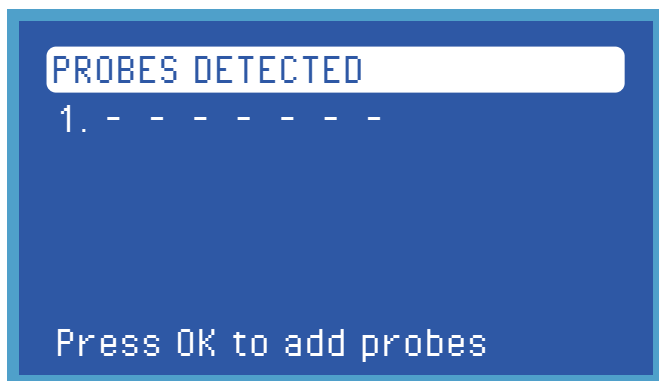 PROBES DETECTED
1. - - - - - - -
Press OK to add probes